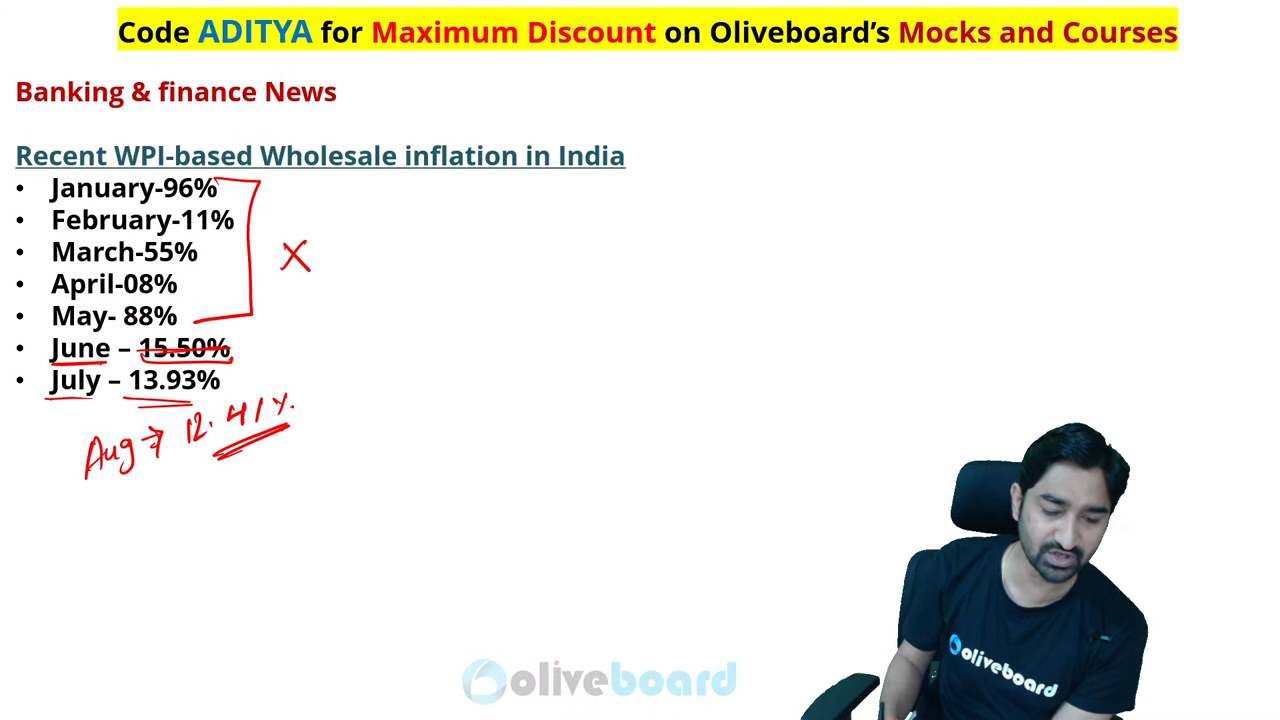 Code ADITYA for Maximum Discount on Oliveboard’s Mocks and Courses
Banking & finance News
Recent WPI-based Wholesale inflation in India
• January-96%
• February-11%
• March-55%
• April-08%
• May- 88%
• June – 15.50%
• July – 13.93%
Aug → 12.41%
oliveboard
oliveboard